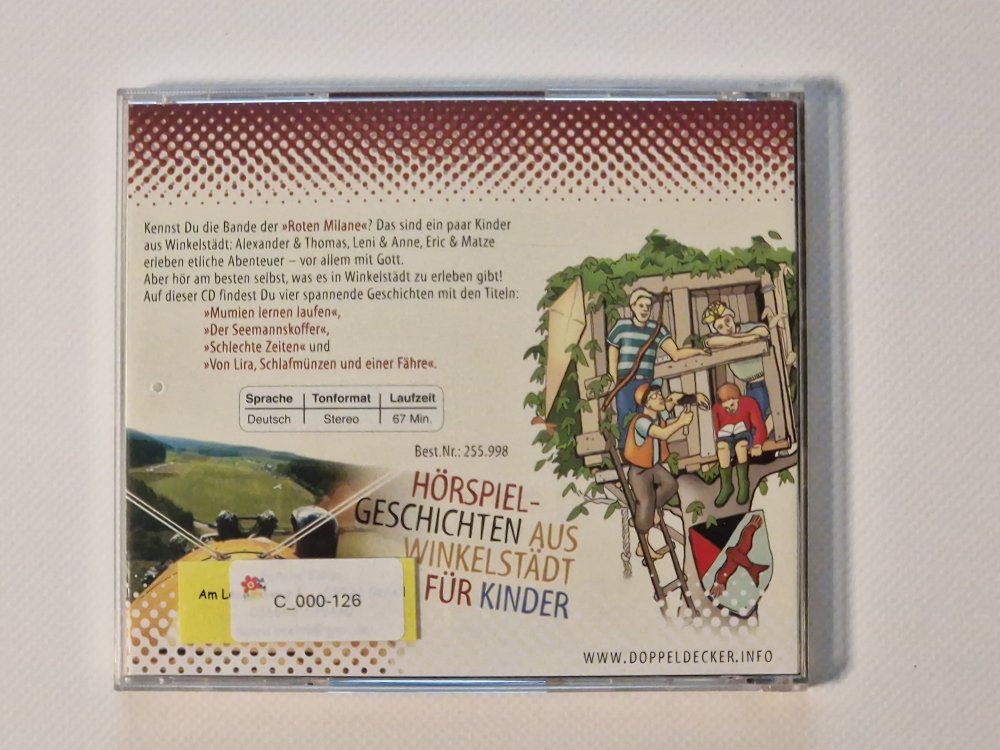 Kennst Du die Bande der »Roten Milane«? Das sind ein paar Kinder
aus Winkelstädt: Alexander & Thomas, Leni & Anne, Eric & Matze
erleben etliche Abenteuer – vor allem mit Gott.
Aber hör am besten selbst, was es in Winkelstädt zu erleben gibt!
Auf dieser CD findest Du vier spannende Geschichten mit den Titeln:
»Mumien lernen laufen«,
»Der Seemannskoffer«,
»Schlechte Zeiten« und
»Von Lira, Schlafmünzen und einer Fähre«.
Sprache Tonformat Laufzeit
Deutsch Stereo 67 Min.
Best.Nr.: 255.998
HÖRSPIEL-
GESCHICHTEN AUS
WINKELSTÄDT
FÜR KINDER
Am
C_000-126
WWW.DOPPELDECKER.INFO